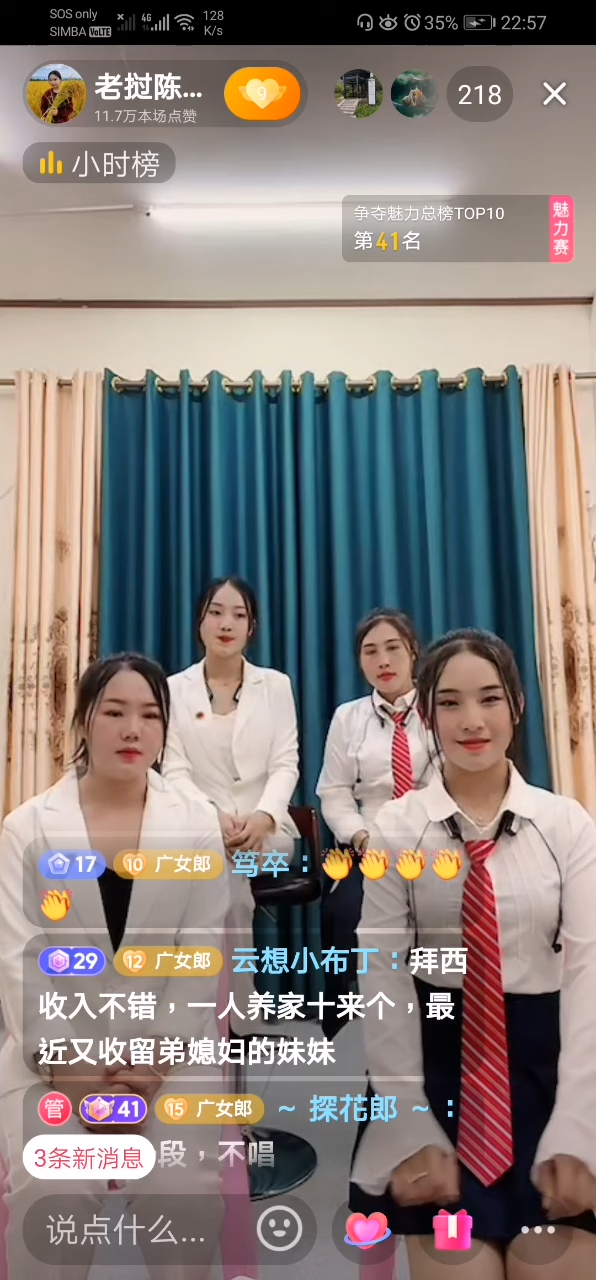 SOS only
SIMBA VoLTE
4G
128
K/s
35%
22:57
老挝陈...
11.7万本场点赞
9
218
小时榜
争夺魅力总榜TOP10
第41名
魅力赛
17 10 广女郎 笃卒：👏👏👏👏
👏
29 12 广女郎 云想小布丁：拜西
收入不错，一人养家十来个，最
近又收留弟媳妇的妹妹
管 41 15 广女郎 ～ 探花郎 ～ ：
3条新消息 段，不唱
说点什么...